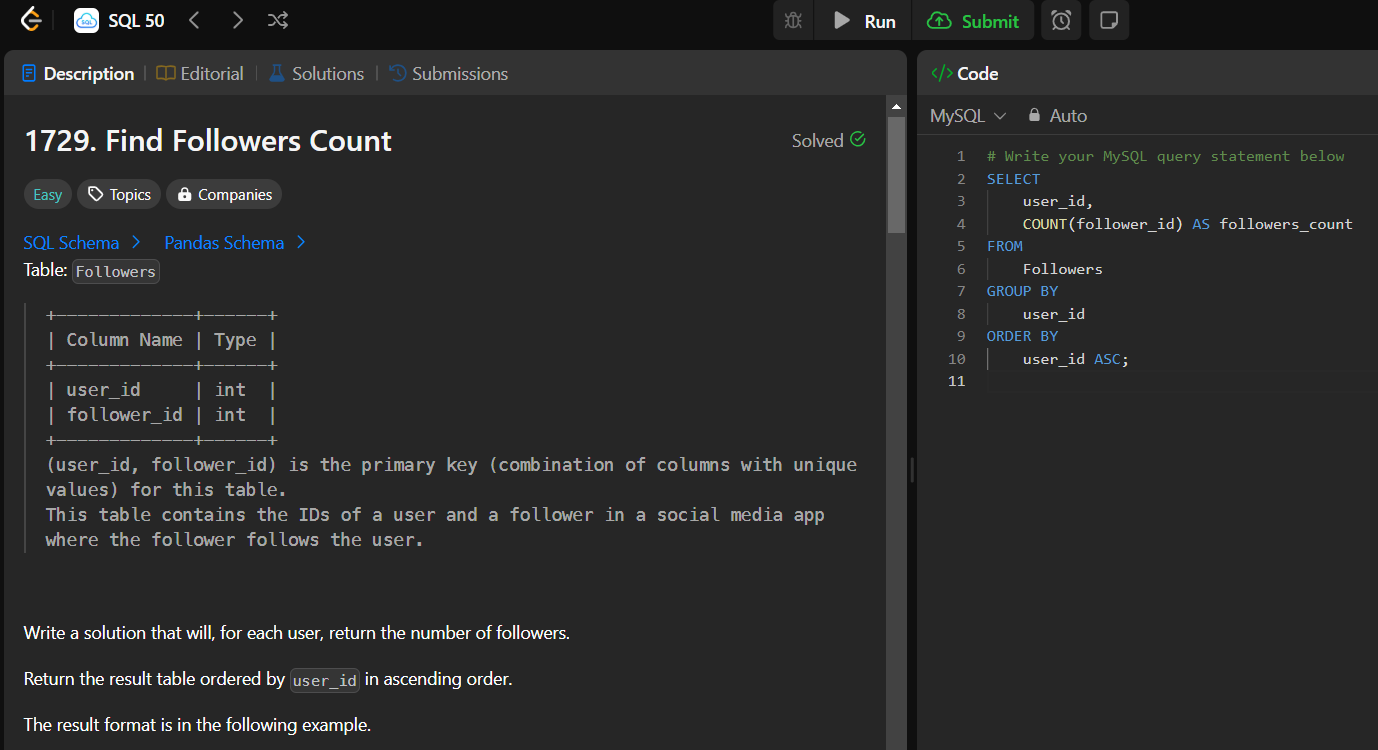 SQL 50
Run
Submit
Description | Editorial | Solutions | Submissions
1729. Find Followers Count
Solved
Easy Topics Companies
SQL Schema > Pandas Schema >
Table: Followers
+-------------+------+
| Column Name | Type |
+-------------+------+
| user_id     | int  |
| follower_id | int  |
+-------------+------+
(user_id, follower_id) is the primary key (combination of columns with unique
values) for this table.
This table contains the IDs of a user and a follower in a social media app
where the follower follows the user.
Write a solution that will, for each user, return the number of followers.
Return the result table ordered by user_id in ascending order.
The result format is in the following example.
</> Code
MySQL Auto
1 # Write your MySQL query statement below
2 SELECT
3     user_id,
4     COUNT(follower_id) AS followers_count
5 FROM
6     Followers
7 GROUP BY
8     user_id
9 ORDER BY
10     user_id ASC;
11